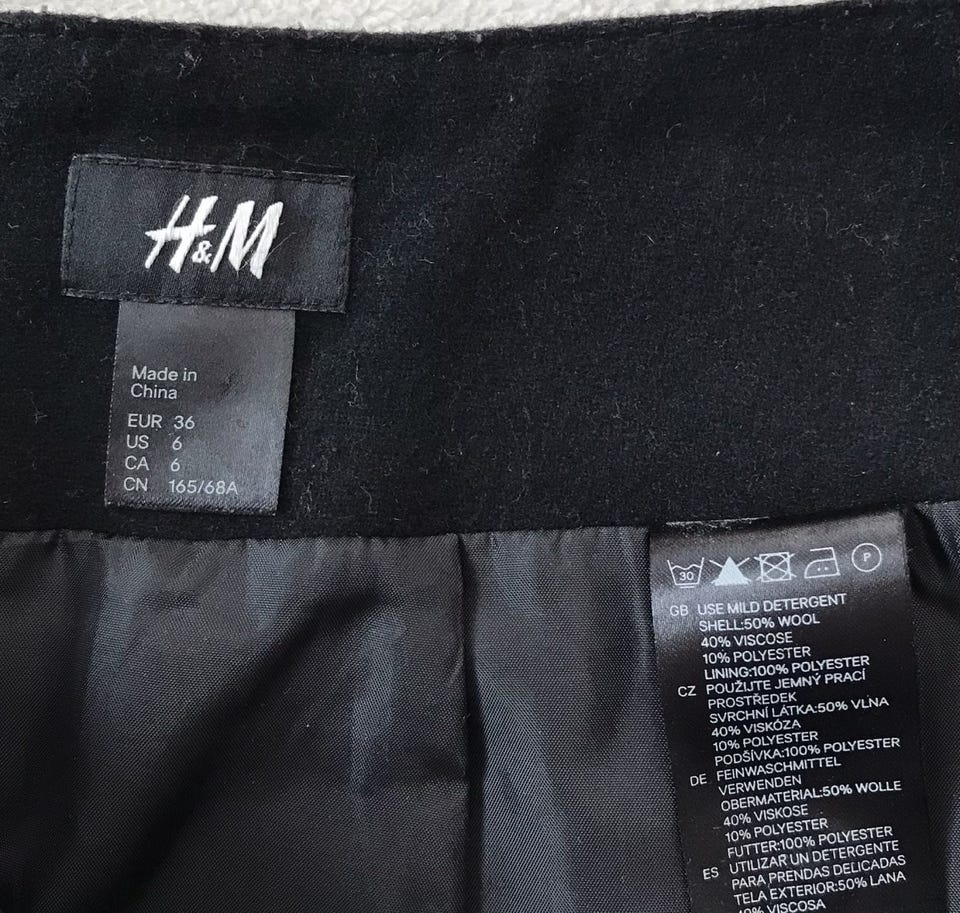 H&M
Made in
China
EUR 36
US 6
CA 6
CN 165/68A
30
P
GB USE MILD DETERGENT
SHELL:50% WOOL
40% VISCOSE
10% POLYESTER
LINING:100% POLYESTER
CZ POUŽIJTE JEMNÝ PRACÍ
PROSTŘEDEK
SVRCHNÍ LÁTKA:50% VLNA
40% VISKÓZA
10% POLYESTER
PODŠÍVKA:100% POLYESTER
DE FEINWASCHMITTEL
VERWENDEN
OBERMATERIAL:50% WOLLE
40% VISKOSE
10% POLYESTER
FUTTER:100% POLYESTER
ES UTILIZAR UN DETERGENTE
PARA PRENDAS DELICADAS
TELA EXTERIOR:50% LANA
40% VISCOSA